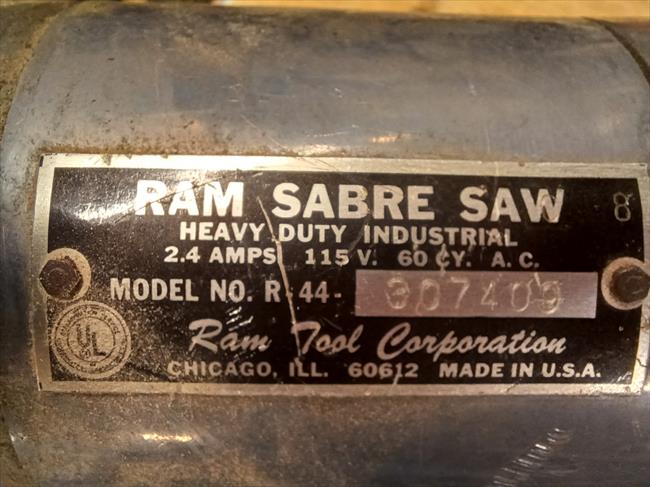 RAM SABRE SAW 8
HEAVY DUTY INDUSTRIAL
2.4 AMPS 115 V. 60 CY. A. C.
MODEL NO. R 44- 307409
Ram Tool Corporation
CHICAGO, ILL. 60612 MADE IN U.S.A.
UL